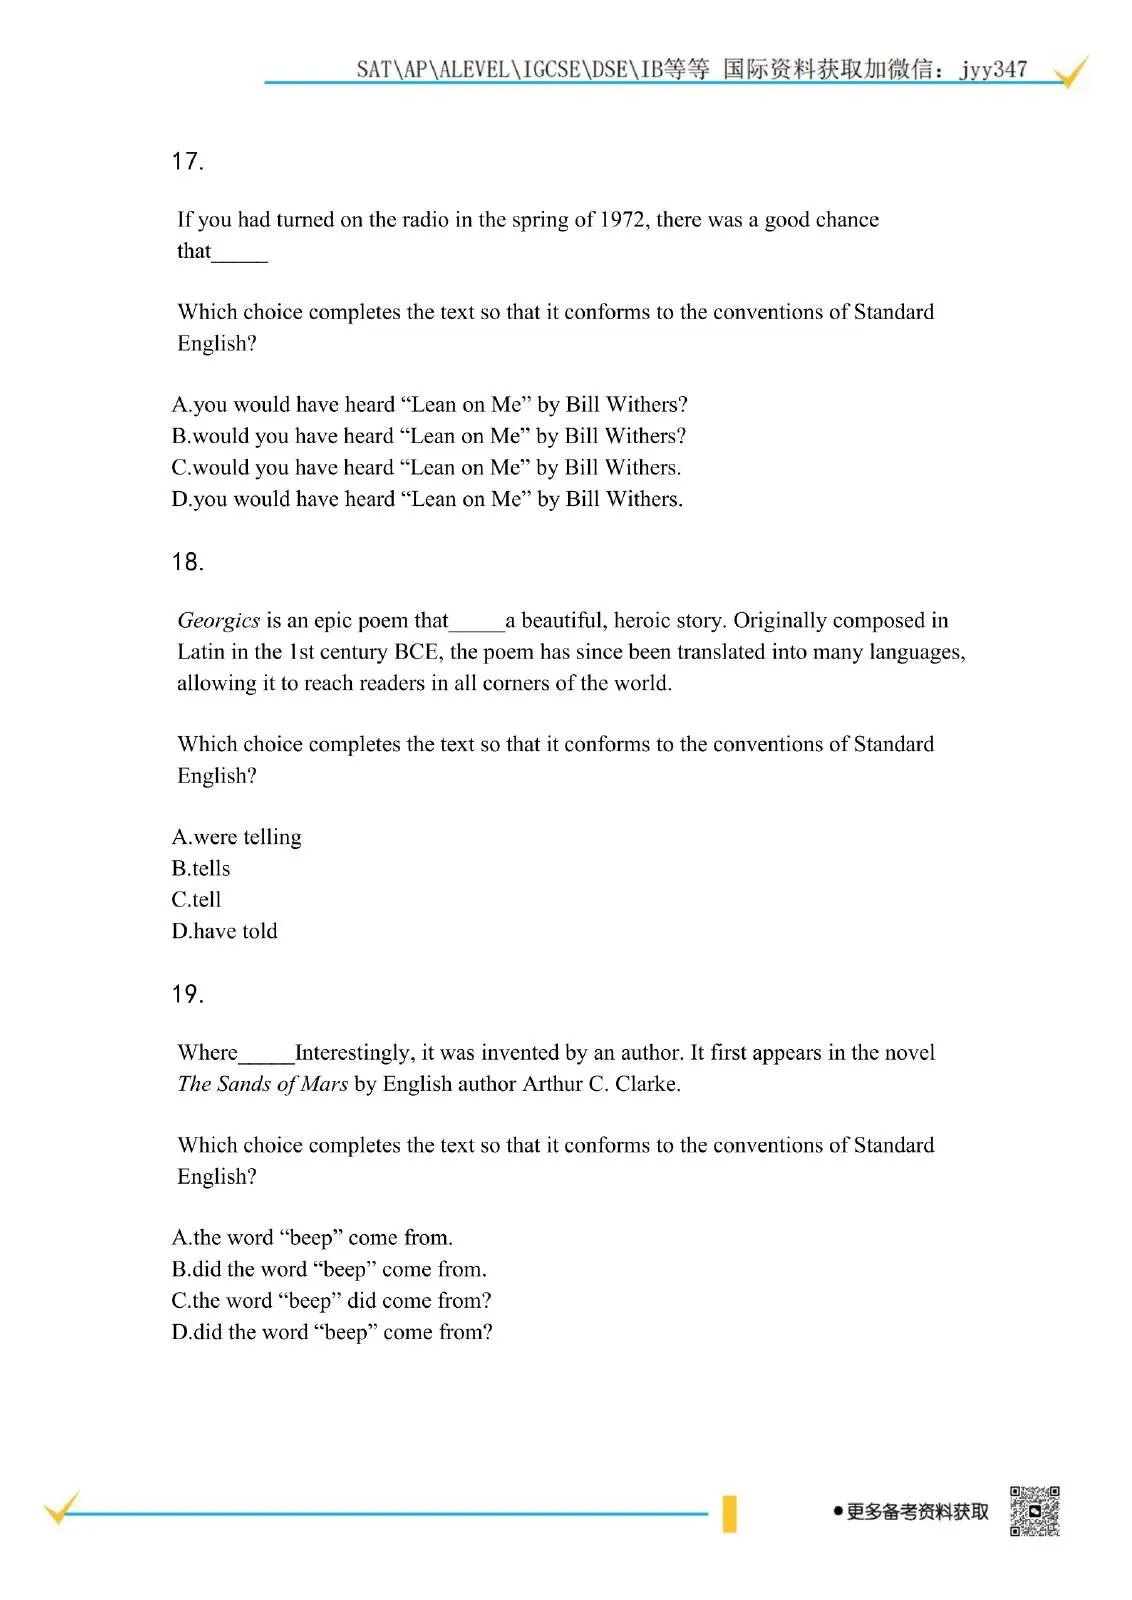 SAT\AP\ALEVEL\IGCSE\DSE\IB等等 国际资料获取加微信：jyy347
17.
If you had turned on the radio in the spring of 1972, there was a good chance
that_____
Which choice completes the text so that it conforms to the conventions of Standard
English?
A.you would have heard “Lean on Me” by Bill Withers?
B.would you have heard “Lean on Me” by Bill Withers?
C.would you have heard “Lean on Me” by Bill Withers.
D.you would have heard “Lean on Me” by Bill Withers.
18.
Georgics is an epic poem that_____a beautiful, heroic story. Originally composed in
Latin in the 1st century BCE, the poem has since been translated into many languages,
allowing it to reach readers in all corners of the world.
Which choice completes the text so that it conforms to the conventions of Standard
English?
A.were telling
B.tells
C.tell
D.have told
19.
Where_____Interestingly, it was invented by an author. It first appears in the novel
The Sands of Mars by English author Arthur C. Clarke.
Which choice completes the text so that it conforms to the conventions of Standard
English?
A.the word “beep” come from.
B.did the word “beep” come from.
C.the word “beep” did come from?
D.did the word “beep” come from?
●更多备考资料获取